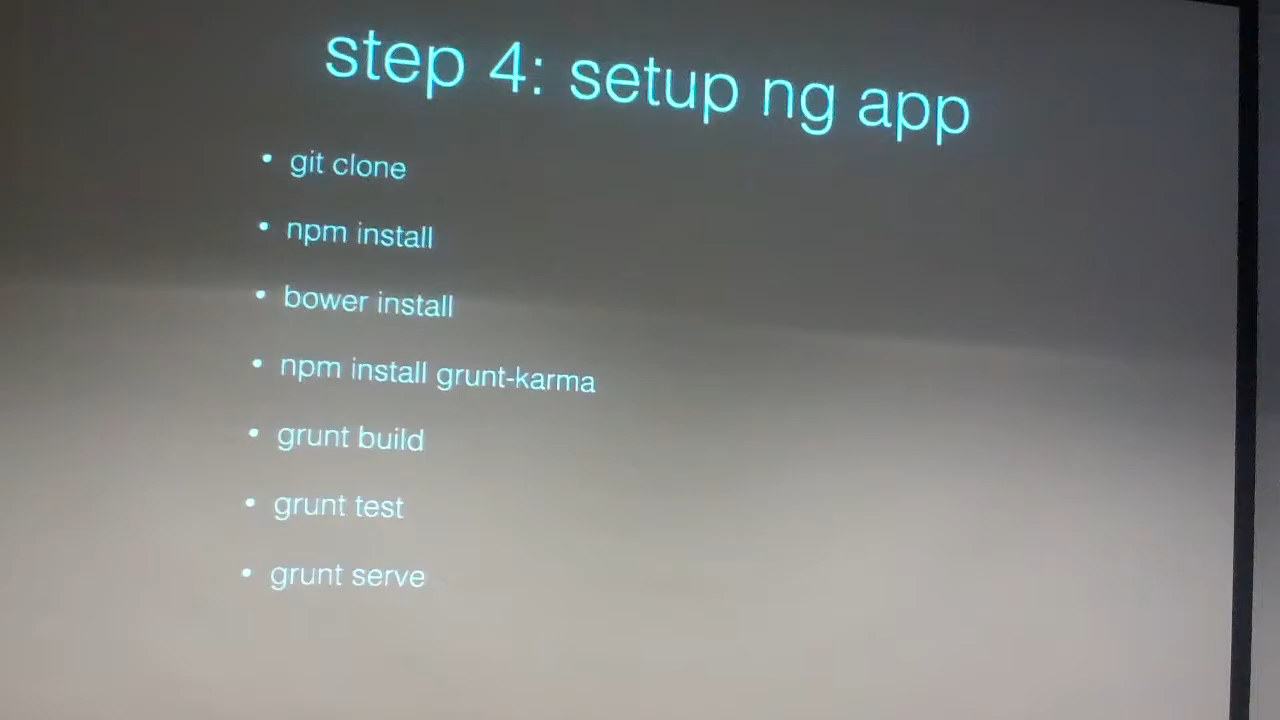 step 4: setup ng app
• git clone
• npm install
• bower install
• npm install grunt-karma
• grunt build
• grunt test
• grunt serve